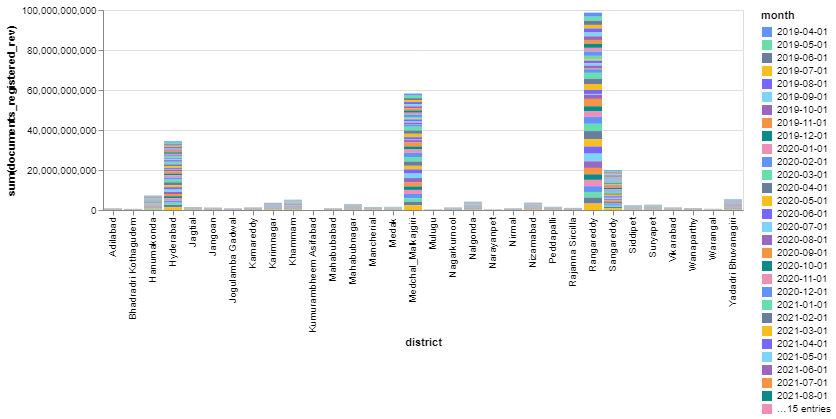 sum(documents_registered_rev)
100,000,000,000
80,000,000,000
60,000,000,000
40,000,000,000
20,000,000,000
0
Adilabad
Bhadradri Kothagudem
Hanumakonda
Hyderabad
Jagtial
Jangoan
Jogulamba Gadwal
Kamareddy
Karimnagar
Khammam
Kumurambheem Asifabad
Mahabubabad
Mahabubnagar
Mancherial
Medak
Medchal_Malkajgiri
Mulugu
Nagarkurnool
Nalgonda
Narayanpet
Nirmal
Nizamabad
Peddapalli
Rajanna Sircilla
Rangareddy
Sangareddy
Siddipet
Suryapet
Vikarabad
Wanaparthy
Warangal
Yadadri Bhuvanagiri
district
month
2019-04-01
2019-05-01
2019-06-01
2019-07-01
2019-08-01
2019-09-01
2019-10-01
2019-11-01
2019-12-01
2020-01-01
2020-02-01
2020-03-01
2020-04-01
2020-05-01
2020-06-01
2020-07-01
2020-08-01
2020-09-01
2020-10-01
2020-11-01
2020-12-01
2021-01-01
2021-02-01
2021-03-01
2021-04-01
2021-05-01
2021-06-01
2021-07-01
2021-08-01
…15 entries